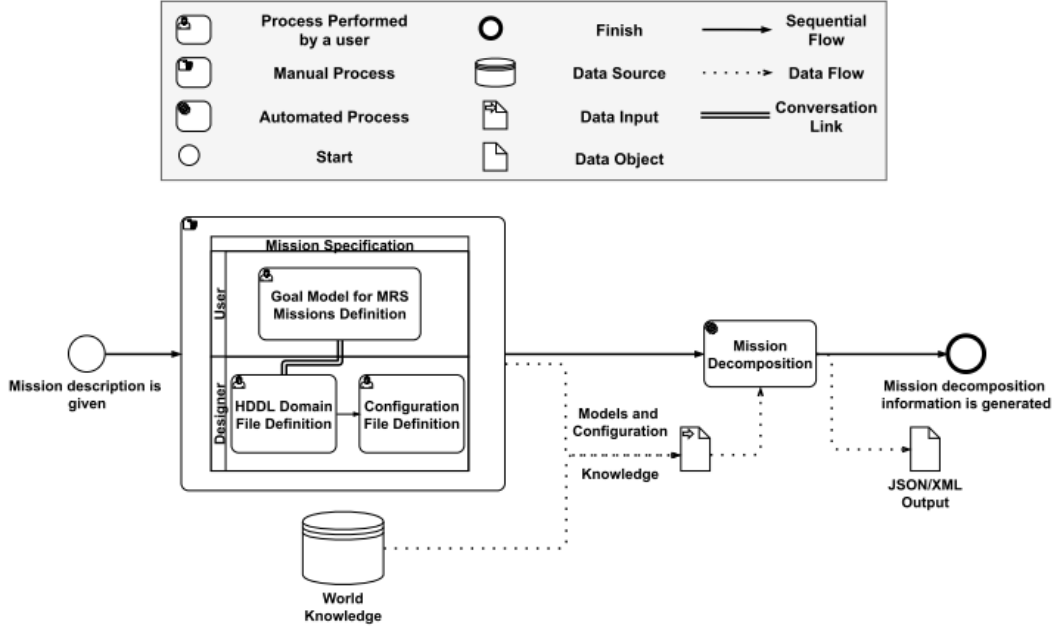 Process Performed
by a user
Finish
Sequential
Flow
Manual Process
Data Source
Data Flow
Automated Process
Data Input
Conversation
Link
Start
Data Object
Mission Specification
User
Goal Model for MRS
Missions Definition
Designer
HDDL Domain
File Definition
Configuration
File Definition
Mission description is
given
Mission
Decomposition
Mission decomposition
information is generated
Models and
Configuration
Knowledge
JSON/XML
Output
World
Knowledge